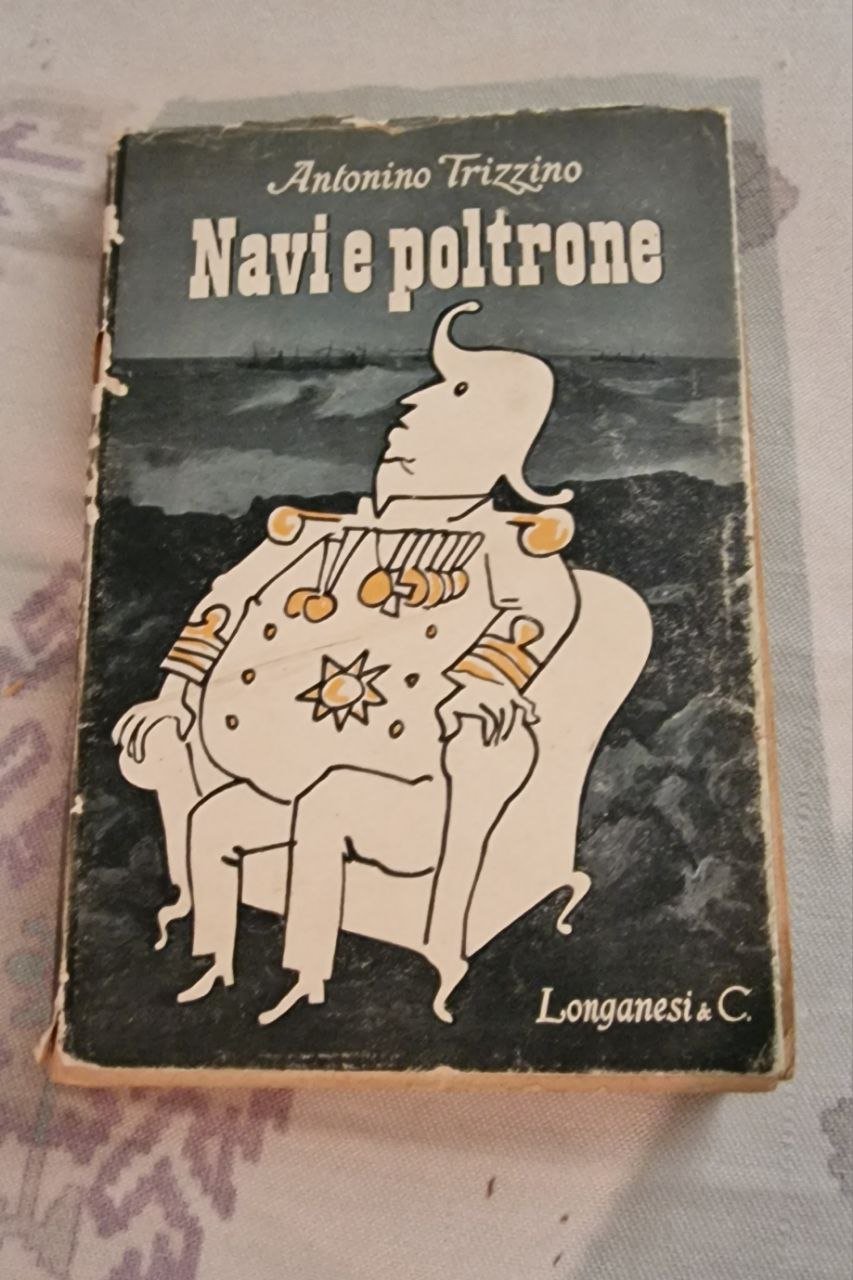 Antonino Trizzino
Navi e poltrone
Longanesi & C.